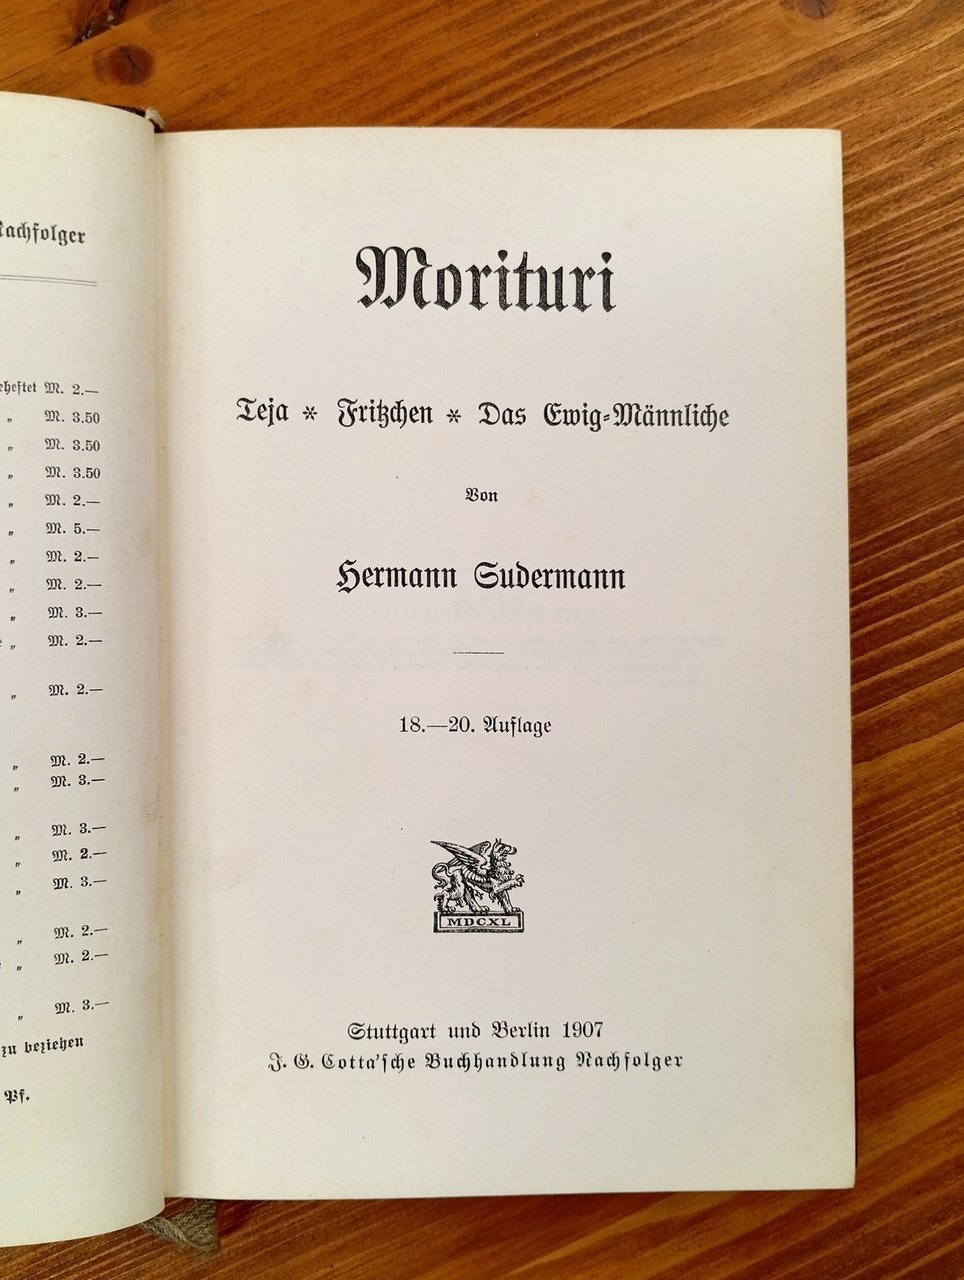 Nachfolger
geheftet M. 2.—
„ M. 3.50
„ M. 3.50
„ M. 3.50
„ M. 2.—
„ M. 5.—
„ M. 2.—
„ M. 2.—
„ M. 3.—
„ M. 2.—
„ M. 2.—
„ M. 2.—
„ M. 3.—
„ M. 3.—
„ M. 2.—
„ M. 3.—
„ M. 2.—
„ M. 2.—
„ M. 3.—
zu beziehen
Pf.
Morituri
Teja * Fritzchen * Das Ewig-Männliche
Von
Hermann Sudermann
18.—20. Auflage
MDCXL
Stuttgart und Berlin 1907
J. G. Cotta'sche Buchhandlung Nachfolger